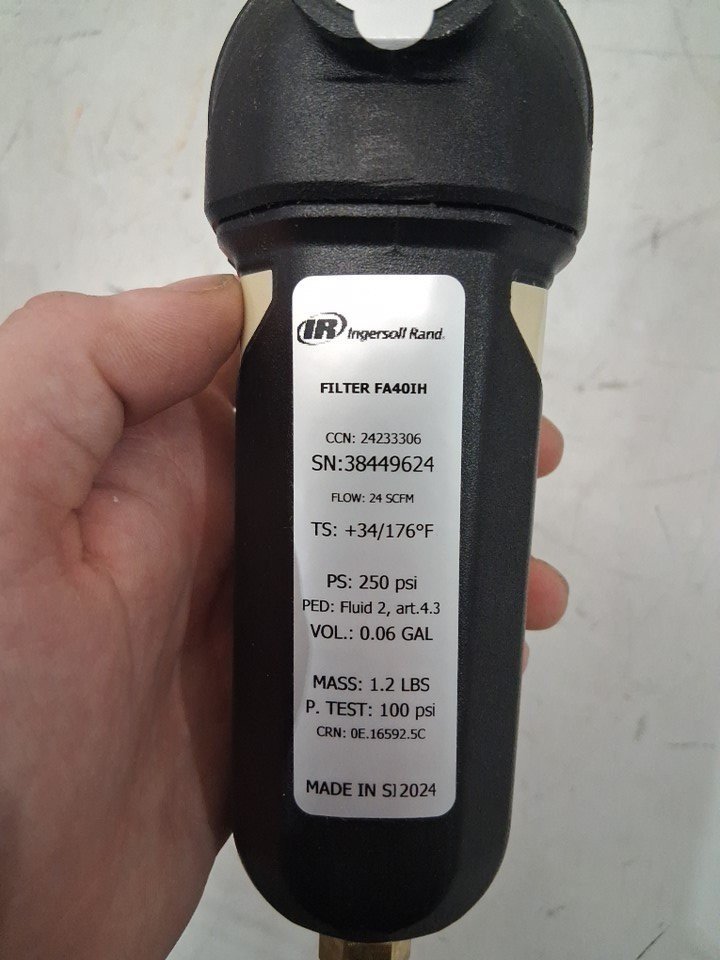 IR Ingersoll Rand
FILTER FA40IH
CCN: 24233306
SN:38449624
FLOW: 24 SCFM
TS: +34/176°F
PS: 250 psi
PED: Fluid 2, art.4.3
VOL.: 0.06 GAL
MASS: 1.2 LBS
P. TEST: 100 psi
CRN: 0E.16592.5C
MADE IN SI 2024